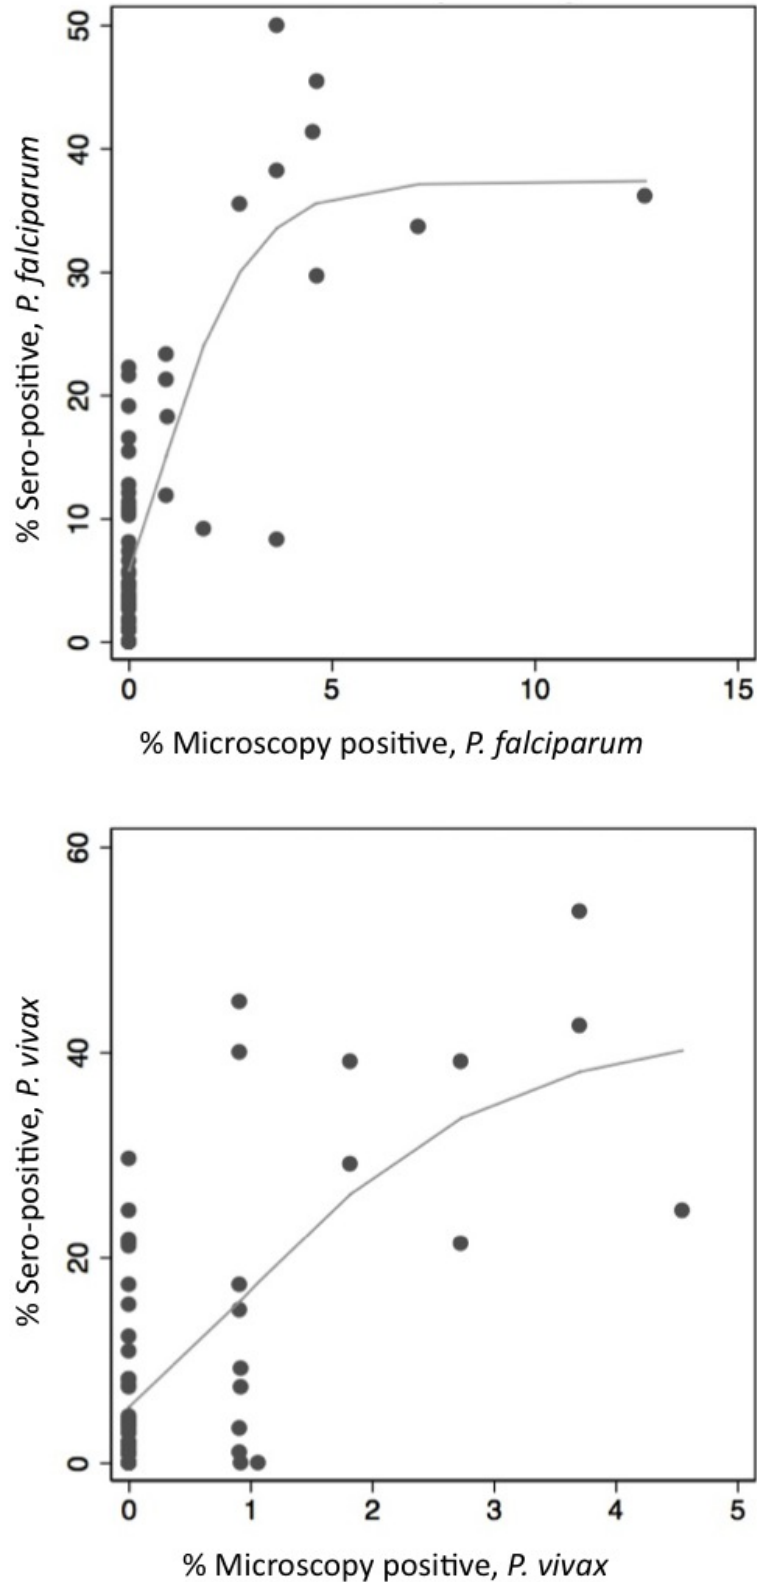 % Sero-positive, P. falciparum
50
40
30
20
10
0
0 5 10 15
% Microscopy positive, P. falciparum
% Sero-positive, P. vivax
60
40
20
0
0 1 2 3 4 5
% Microscopy positive, P. vivax